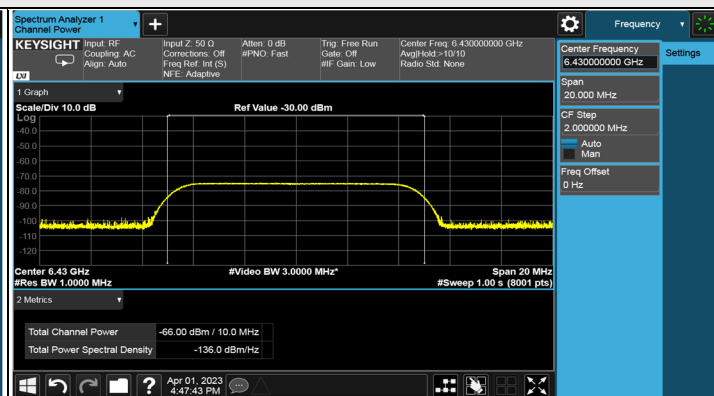 Spectrum Analyzer 1
Channel Power
+
Frequency
KEYSIGHT
Input: RF
Coupling: AC
Align: Auto
Input Z: 50 Ω
Corrections: Off
Freq Ref: Int (S)
NFE: Adaptive
Atten: 0 dB
#PNO: Fast
Trig: Free Run
Gate: Off
#IF Gain: Low
Center Freq: 6.430000000 GHz
Avg|Hold:>10/10
Radio Std: None
LXI
Center Frequency
6.430000000 GHz
Settings
Span
20.000 MHz
CF Step
2.000000 MHz
Auto
Man
Freq Offset
0 Hz
1 Graph
Scale/Div 10.0 dB
Ref Value -30.00 dBm
Log
-40.0
-50.0
-60.0
-70.0
-80.0
-90.0
-100
-110
-120
Center 6.43 GHz
#Video BW 3.0000 MHz*
Span 20 MHz
#Res BW 1.0000 MHz
#Sweep 1.00 s (8001 pts)
2 Metrics
Total Channel Power -66.00 dBm / 10.0 MHz
Total Power Spectral Density -136.0 dBm/Hz
?
Apr 01, 2023
4:47:43 PM